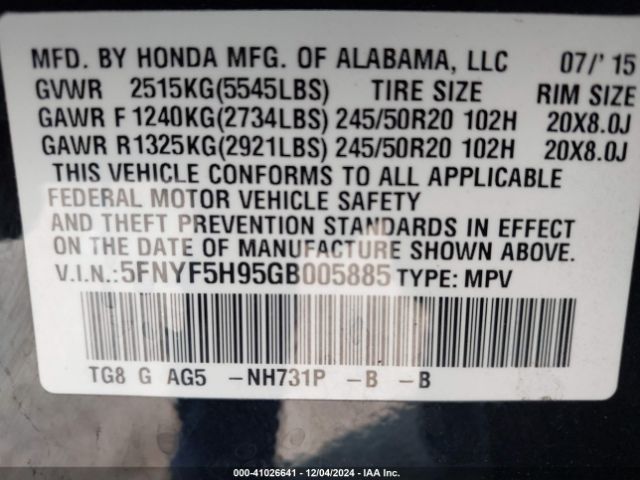 MFD. BY HONDA MFG. OF ALABAMA, LLC 07/'15
GVWR 2515KG(5545LBS) TIRE SIZE RIM SIZE
GAWR F 1240KG(2734LBS) 245/50R20 102H 20X8.0J
GAWR R1325KG(2921LBS) 245/50R20 102H 20X8.0J
THIS VEHICLE CONFORMS TO ALL APPLICABLE
FEDERAL MOTOR VEHICLE SAFETY
AND THEFT PREVENTION STANDARDS IN EFFECT
ON THE DATE OF MANUFACTURE SHOWN ABOVE.
V.I.N.:5FNYF5H95GB005885 TYPE: MPV
TG8 G AG5 -NH731P -B -B
000-41026641 - 12/04/2024 - IAA Inc.